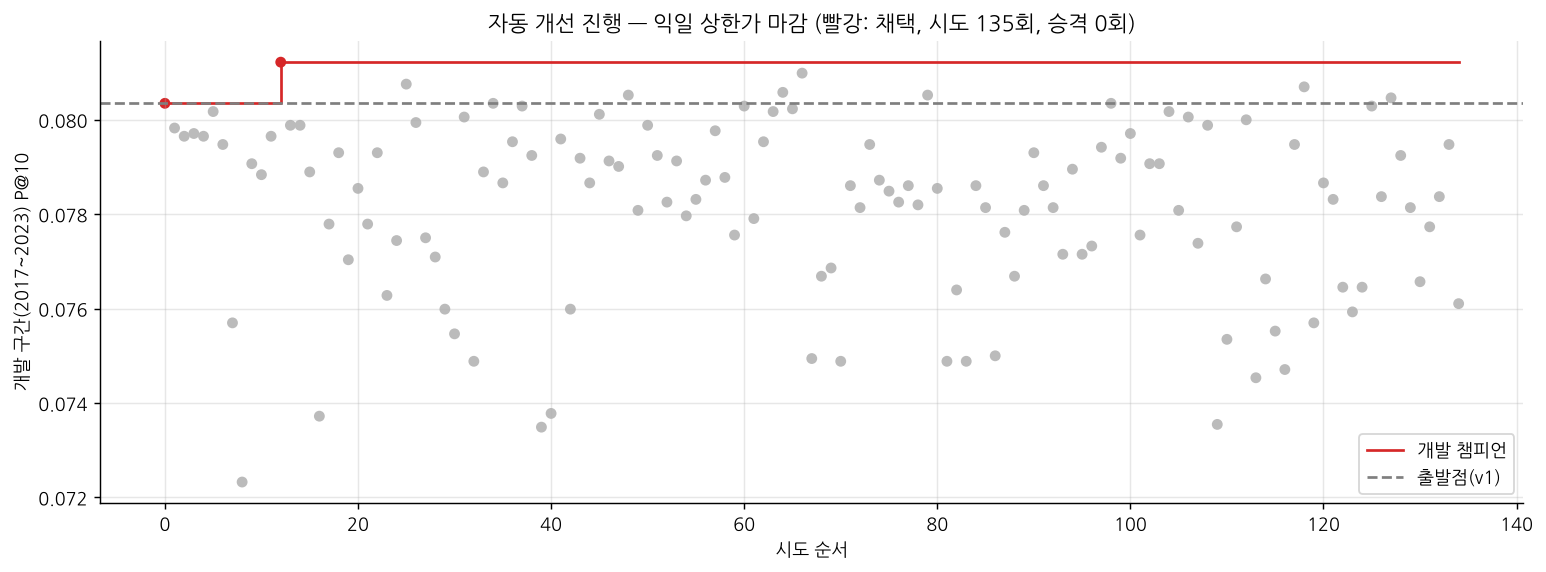 자동 개선 진행 — 익일 상한가 마감 (빨강: 채택, 시도 135회, 승격 0회)
개발 구간(2017~2023) P@10
0.080
0.078
0.076
0.074
0.072
개발 챔피언
출발점(v1)
0 20 40 60 80 100 120 140
시도 순서